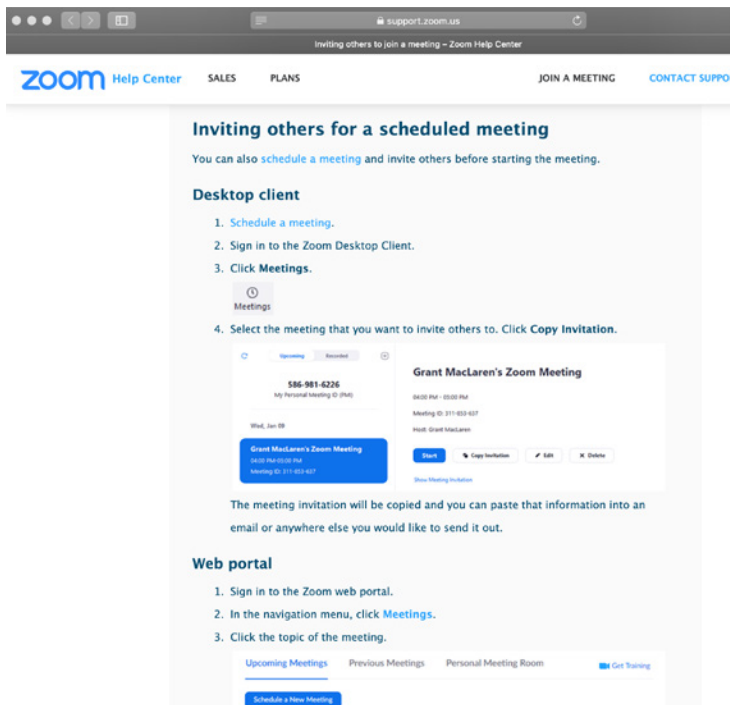 support.zoom.us
Inviting others to join a meeting – Zoom Help Center
zoom Help Center SALES PLANS JOIN A MEETING CONTACT SUPPO
Inviting others for a scheduled meeting
You can also schedule a meeting and invite others before starting the meeting.
Desktop client
1. Schedule a meeting.
2. Sign in to the Zoom Desktop Client.
3. Click Meetings.
Meetings
4. Select the meeting that you want to invite others to. Click Copy Invitation.
Upcoming Recorded
586-981-6226
My Personal Meeting ID (PMI)
Wed, Jan 09
Grant MacLaren's Zoom Meeting
04:00 PM-05:00 PM
Meeting ID: 311-653-637
Grant MacLaren's Zoom Meeting
04:00 PM - 05:00 PM
Meeting ID: 311-653-637
Host: Grant MacLaren
Start Copy Invitation Edit Delete
Show Meeting Invitation
The meeting invitation will be copied and you can paste that information into an
email or anywhere else you would like to send it out.
Web portal
1. Sign in to the Zoom web portal.
2. In the navigation menu, click Meetings.
3. Click the topic of the meeting.
Upcoming Meetings Previous Meetings Personal Meeting Room Get Training
Schedule a New Meeting